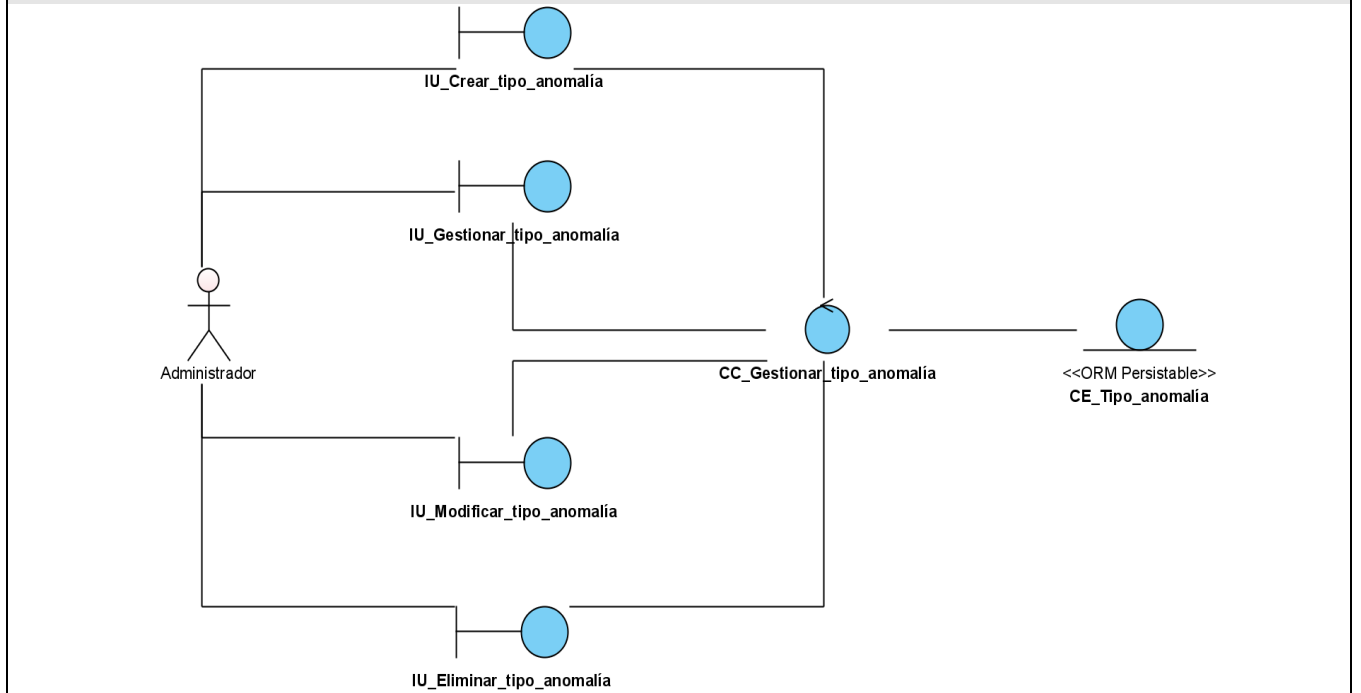 IU_Crear_tipo_anomalía
IU_Gestionar_tipo_anomalía
Administrador
CC_Gestionar_tipo_anomalía
<<ORM Persistable>>
CE_Tipo_anomalía
IU_Modificar_tipo_anomalía
IU_Eliminar_tipo_anomalía